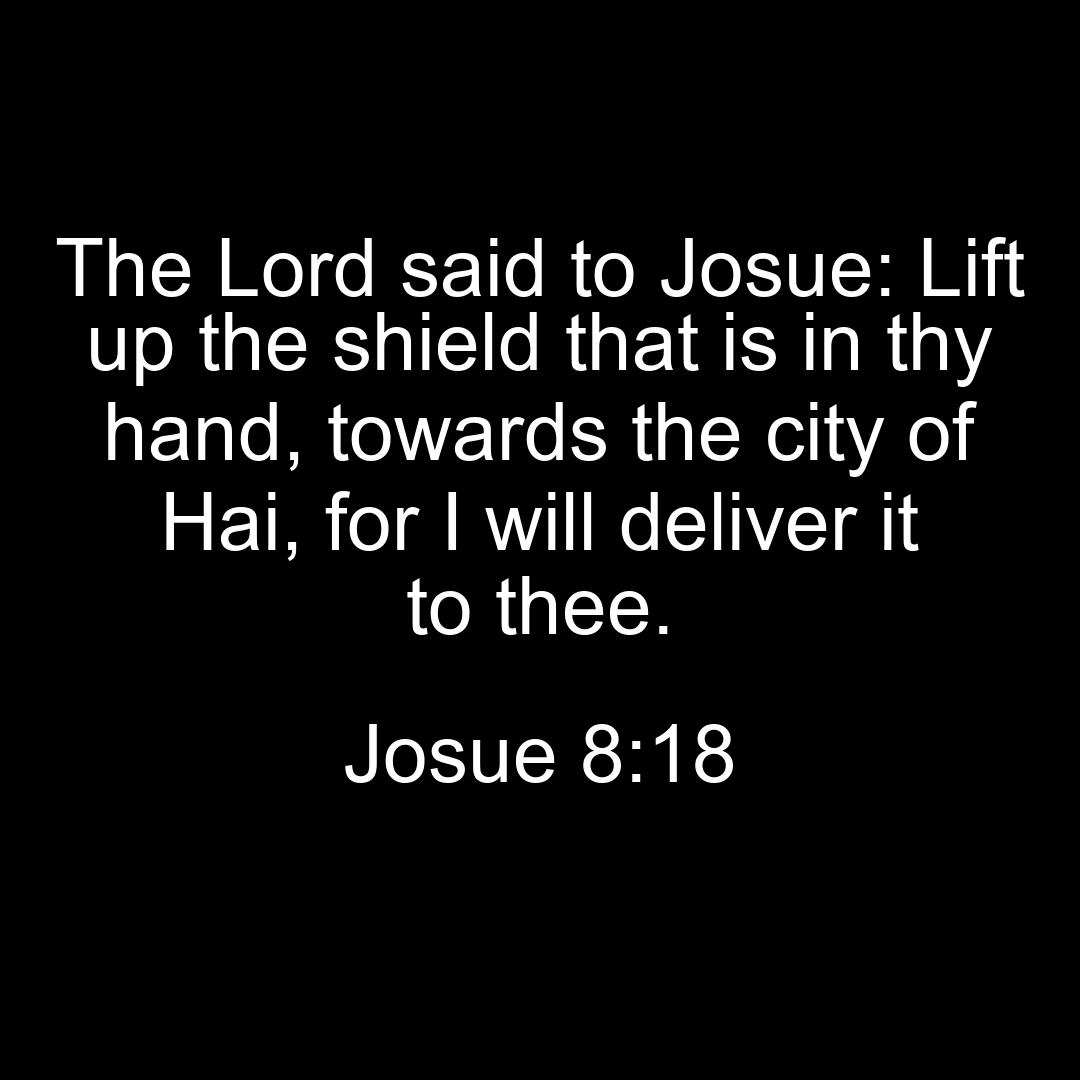 The Lord said to Josue: Lift
up the shield that is in thy
hand, towards the city of
Hai, for I will deliver it
to thee.
Josue 8:18